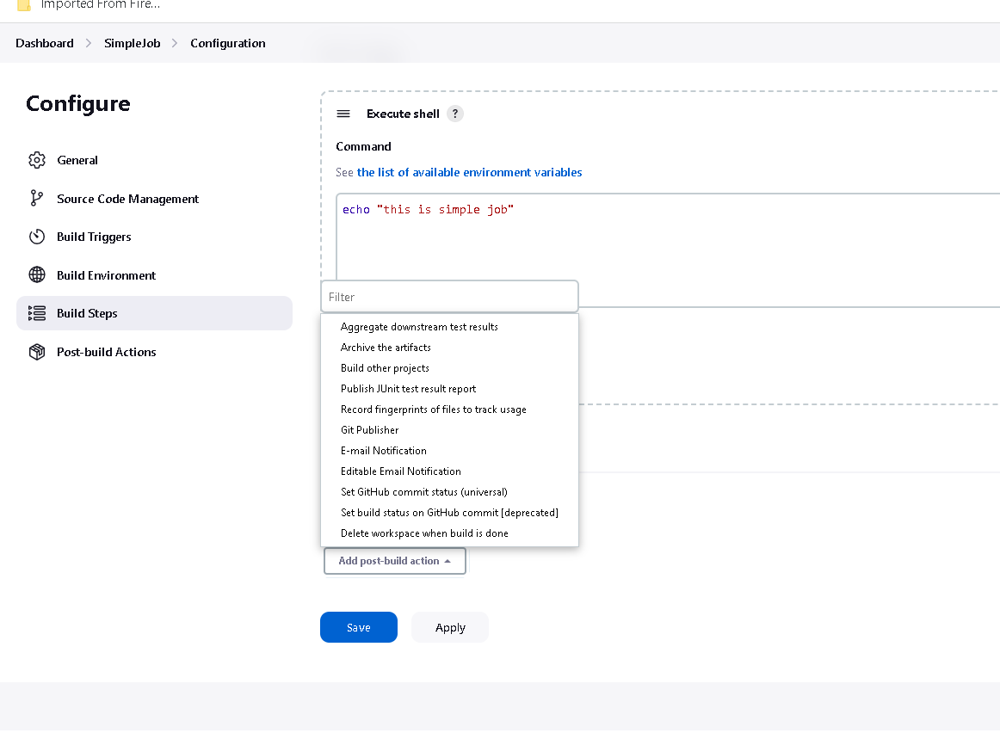 Imported From Fire...
Dashboard > SimpleJob > Configuration
Configure
General
Source Code Management
Build Triggers
Build Environment
Build Steps
Post-build Actions
Execute shell ?
Command
See the list of available environment variables
echo "this is simple job"
Filter
Aggregate downstream test results
Archive the artifacts
Build other projects
Publish JUnit test result report
Record fingerprints of files to track usage
Git Publisher
E-mail Notification
Editable Email Notification
Set GitHub commit status (universal)
Set build status on GitHub commit [deprecated]
Delete workspace when build is done
Add post-build action
Save Apply